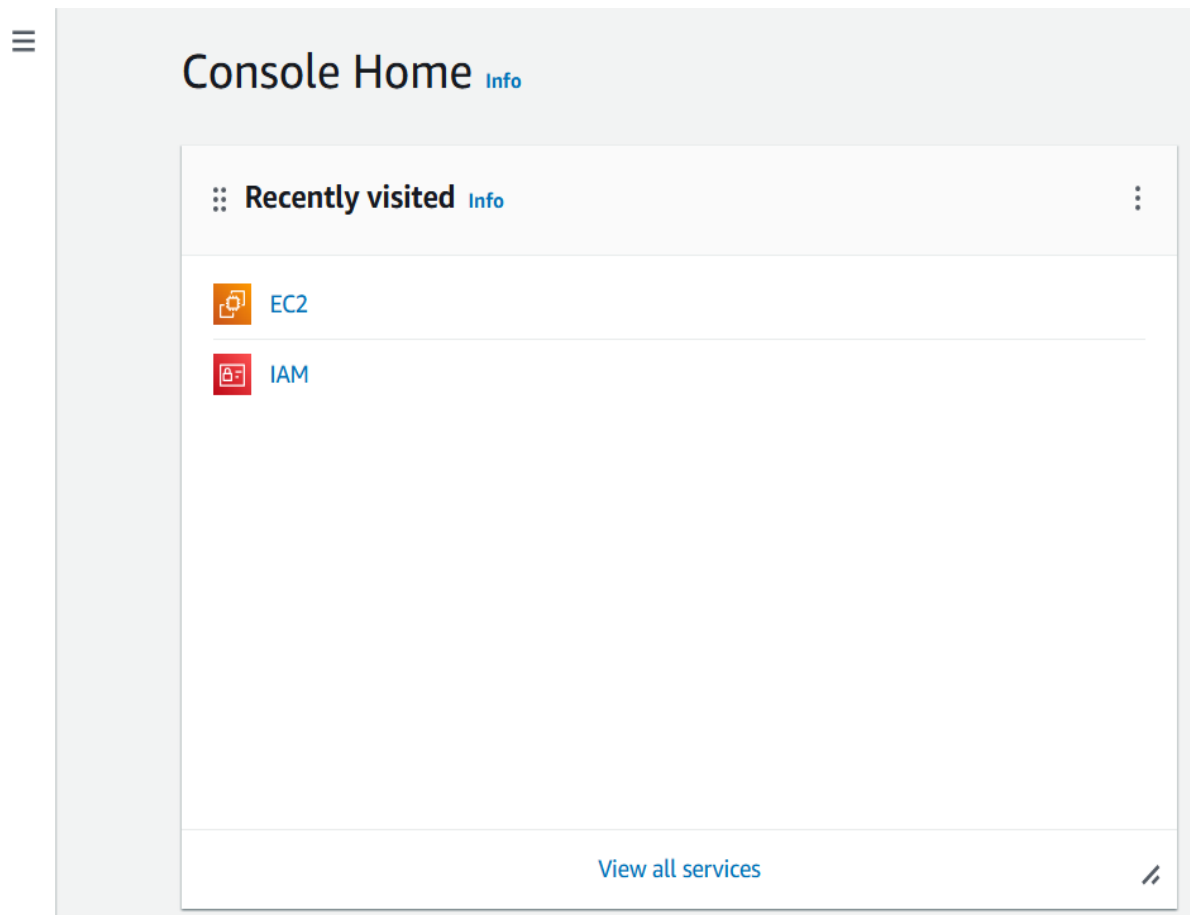 Console Home Info
Recently visited Info
EC2
IAM
View all services